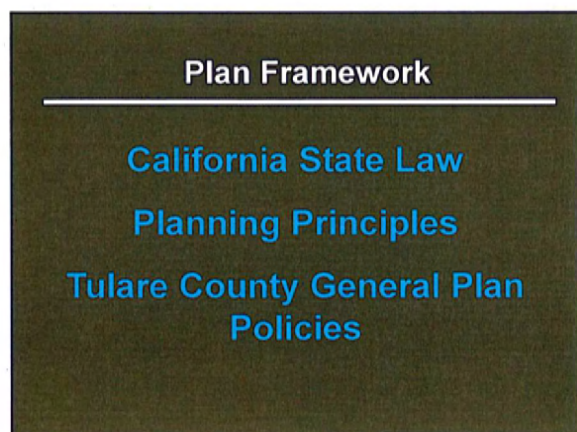 Plan Framework
California State Law
Planning Principles
Tulare County General Plan
Policies